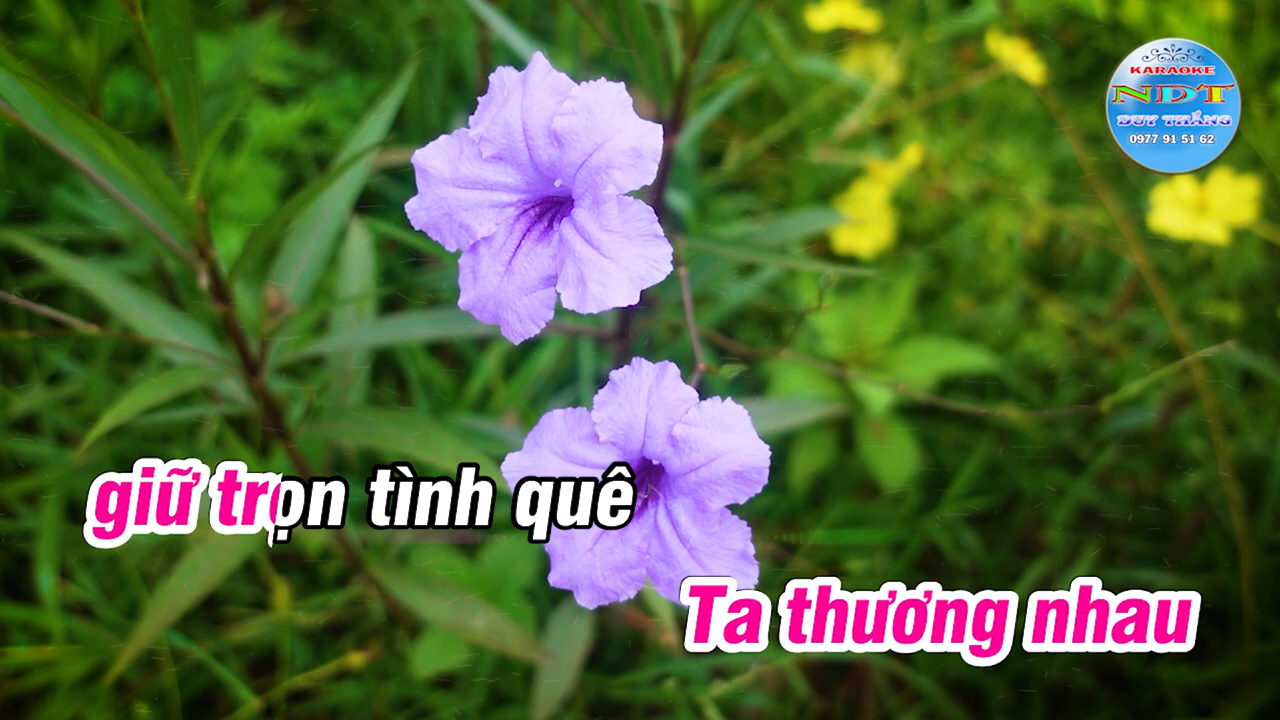 KARAOKE
NDT
DUY THẮNG
0977 91 51 62
giữ trọn tình quê
Ta thương nhau